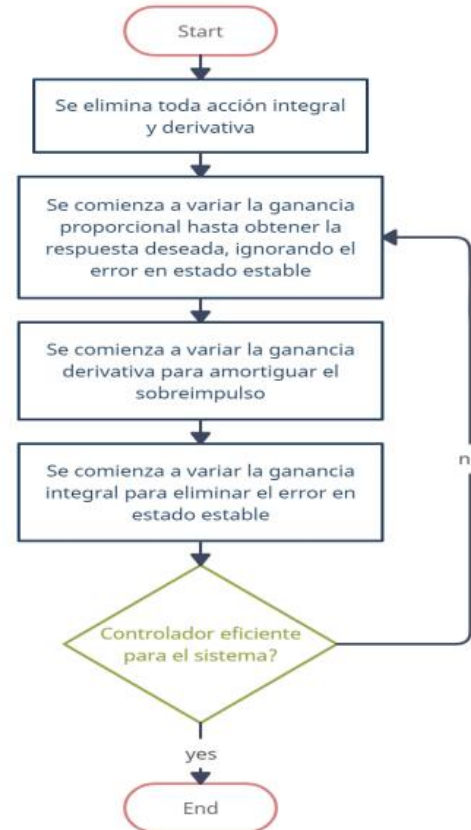 Start
Se elimina toda acción integral
y derivativa
Se comienza a variar la ganancia
proporcional hasta obtener la
respuesta deseada, ignorando el
error en estado estable
Se comienza a variar la ganancia
derivativa para amortiguar el
sobreimpulso
Se comienza a variar la ganancia
integral para eliminar el error en
estado estable
n
Controlador eficiente
para el sistema?
yes
End